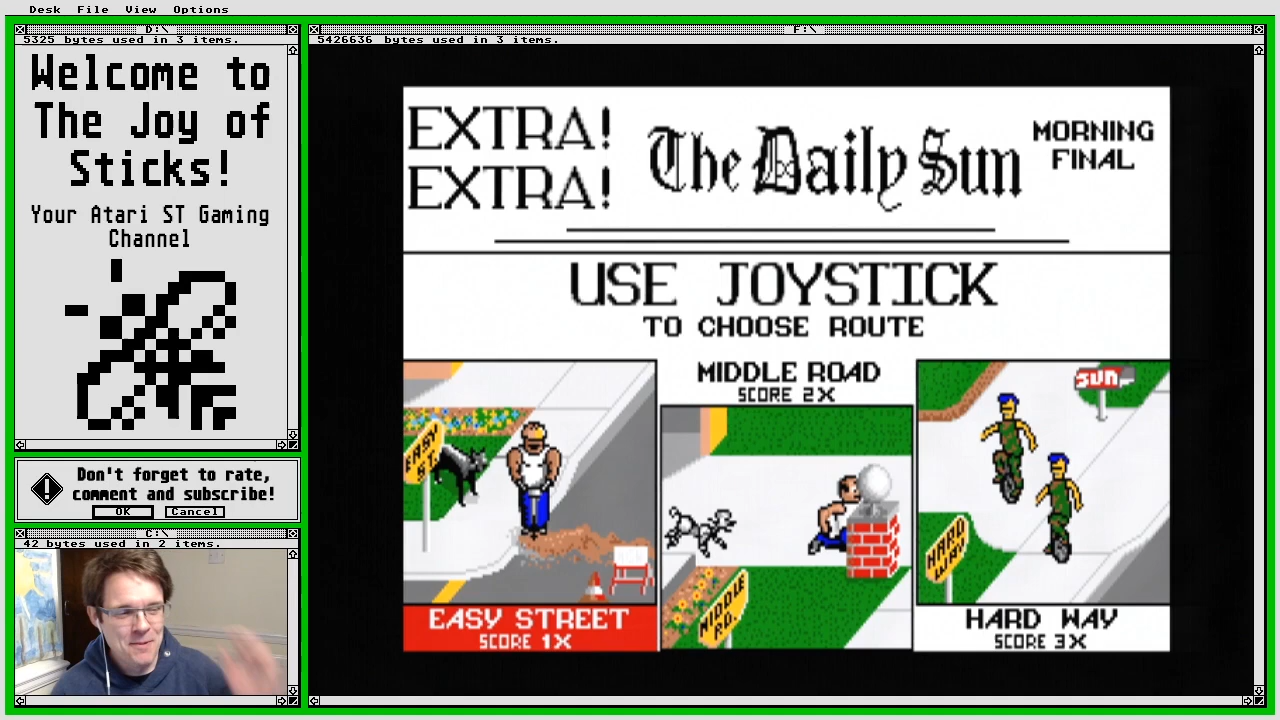 Desk File View Options
D:\
5325 bytes used in 3 items.
Welcome to
The Joy of
Sticks!
Your Atari ST Gaming
Channel
Don't forget to rate,
comment and subscribe!
OK Cancel
C:\
42 bytes used in 2 items.
F:\
5426636 bytes used in 3 items.
EXTRA!
EXTRA!
The Daily Sun
MORNING
FINAL
USE JOYSTICK
TO CHOOSE ROUTE
EASY
ST.
EASY STREET
SCORE 1X
MIDDLE ROAD
SCORE 2X
MIDDLE
RD.
SUN
HARD
WAY
HARD WAY
SCORE 3X